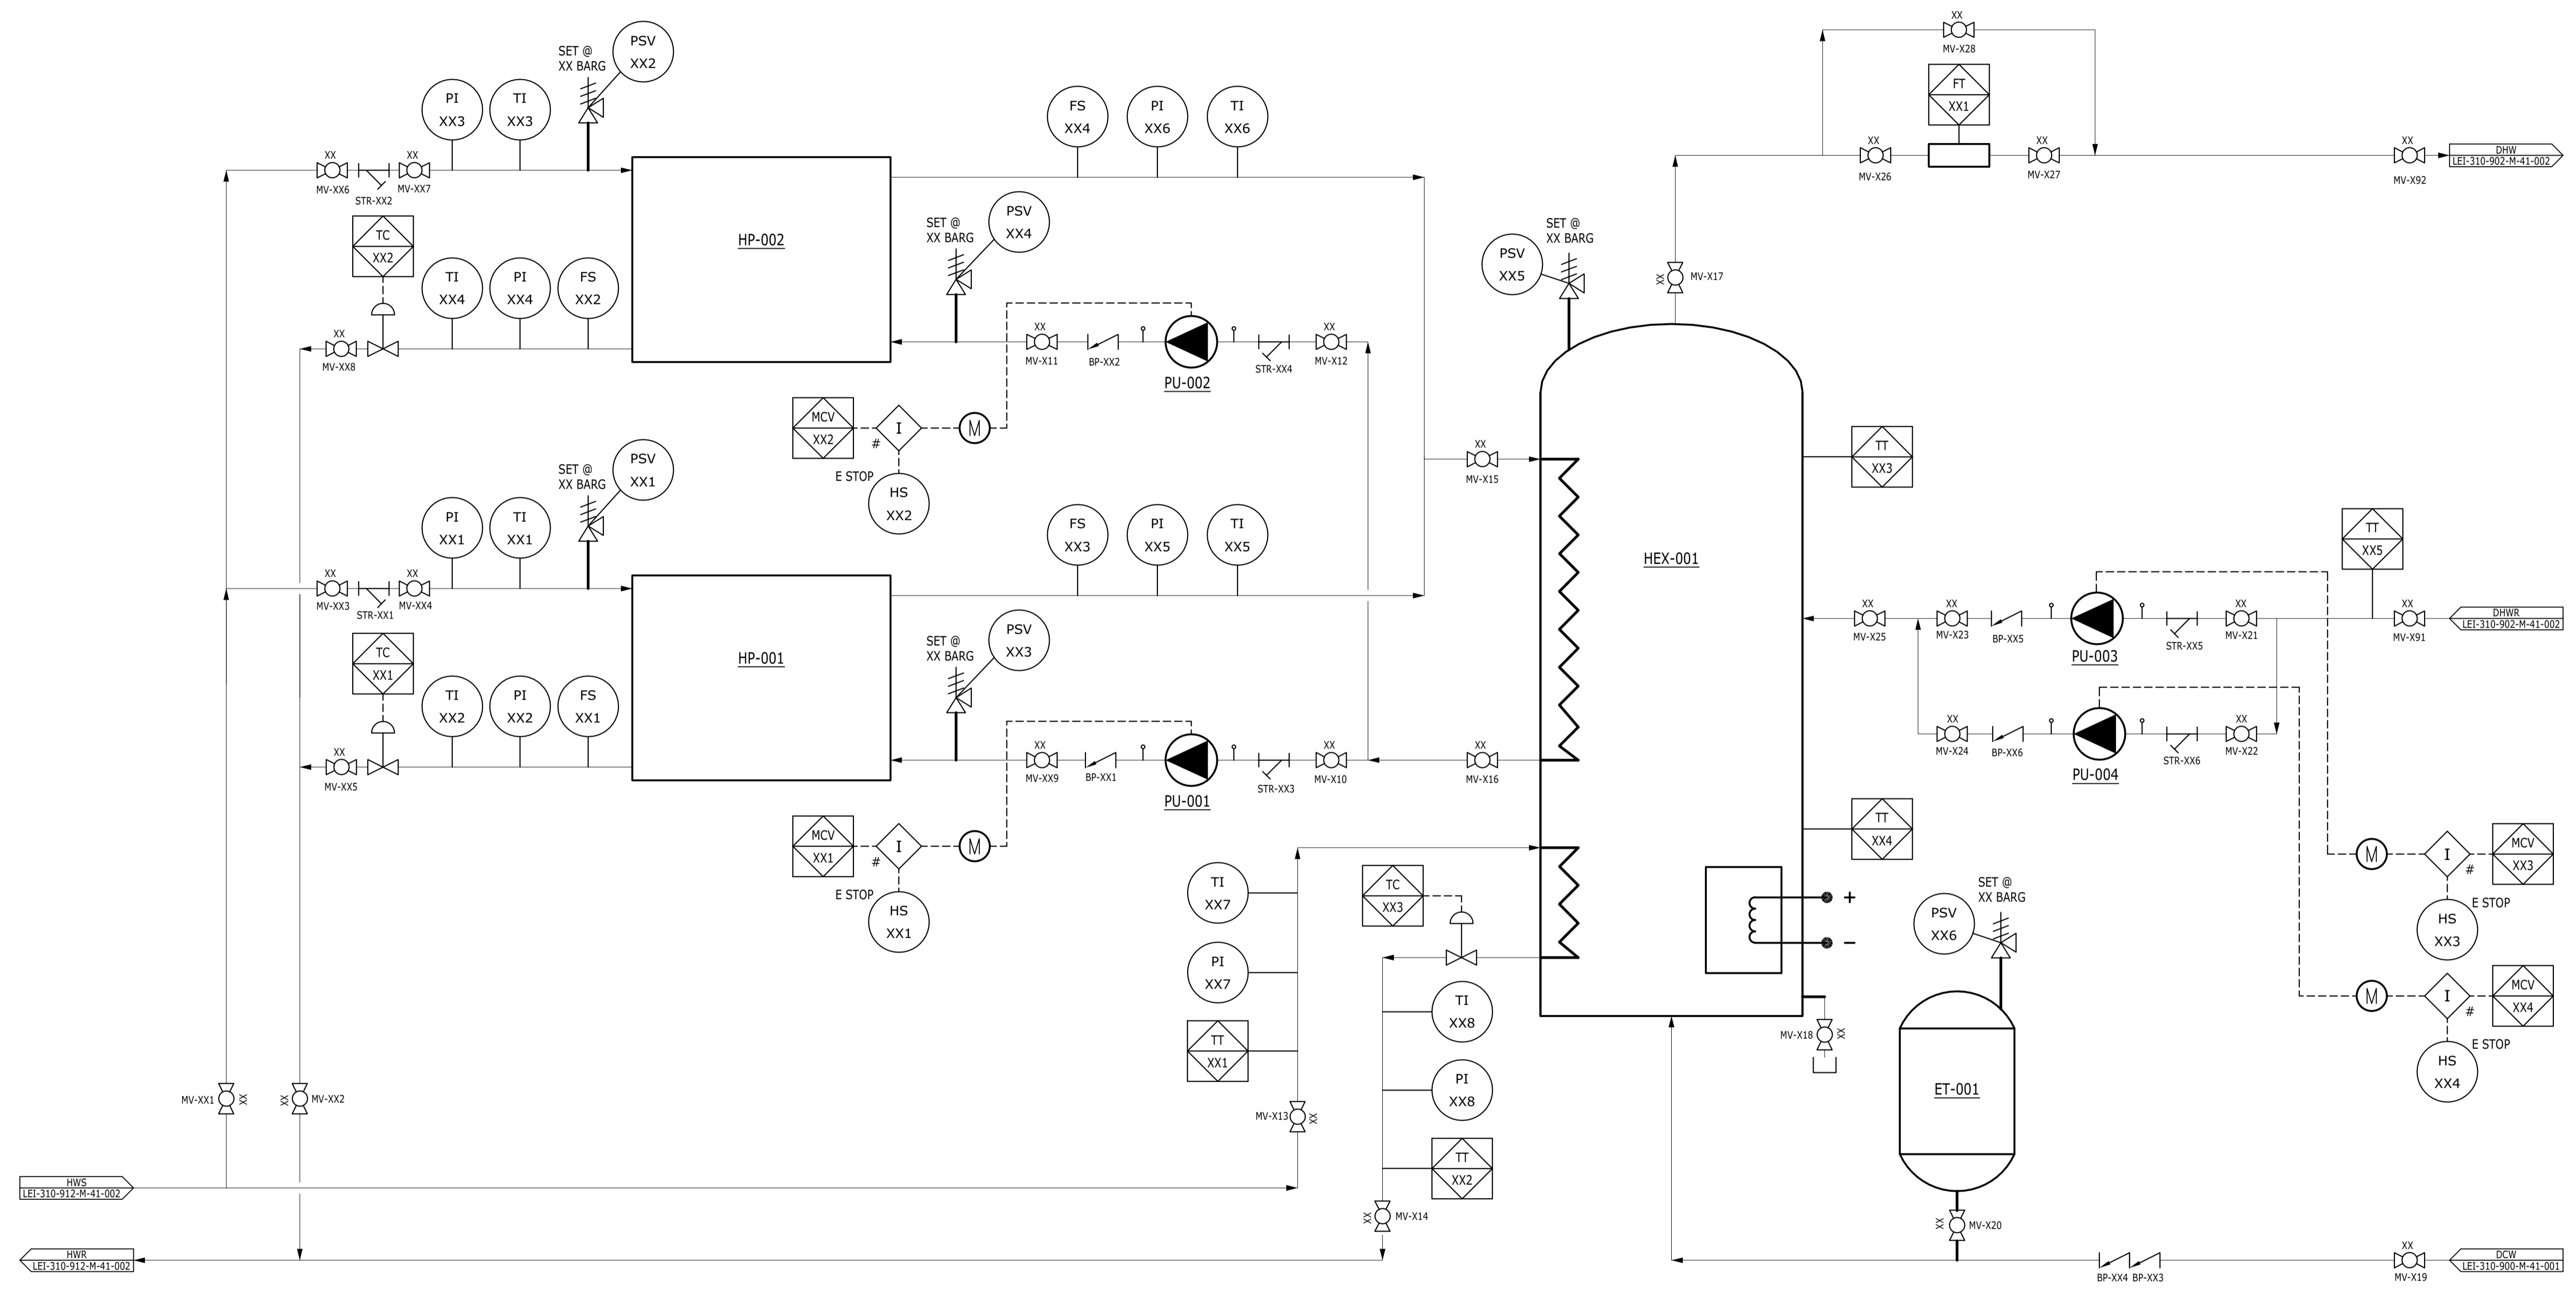 XX
MV-X28
FT
XX1
XX
MV-X26
XX
MV-X27
XX
MV-X92
DHW
LEI-310-902-M-41-002
SET @
XX BARG
PSV
XX2
PI
XX3
TI
XX3
XX
MV-XX6
STR-XX2
XX
MV-XX7
TC
XX2
TI
XX4
PI
XX4
FS
XX2
XX
MV-XX8
HP-002
FS
XX4
PI
XX6
TI
XX6
SET @
XX BARG
PSV
XX4
XX
MV-X11
BP-XX2
PU-002
STR-XX4
XX
MV-X12
MCV
XX2
I
#
M
E STOP
HS
XX2
SET @
XX BARG
PSV
XX1
PI
XX1
TI
XX1
XX
MV-XX3
STR-XX1
XX
MV-XX4
TC
XX1
TI
XX2
PI
XX2
FS
XX1
XX
MV-XX5
HP-001
FS
XX3
PI
XX5
TI
XX5
SET @
XX BARG
PSV
XX3
XX
MV-XX9
BP-XX1
PU-001
STR-XX3
XX
MV-X10
MCV
XX1
I
#
M
E STOP
HS
XX1
PSV
XX5
SET @
XX BARG
XX
MV-X17
XX
MV-X15
XX
MV-X16
HEX-001
TT
XX3
TT
XX4
TT
XX5
XX
MV-X25
XX
MV-X23
BP-XX5
PU-003
STR-XX5
XX
MV-X21
XX
MV-X91
DHWR
LEI-310-902-M-41-002
XX
MV-X24
BP-XX6
PU-004
STR-XX6
XX
MV-X22
M
I
#
MCV
XX3
E STOP
HS
XX3
M
I
#
MCV
XX4
E STOP
HS
XX4
TI
XX7
PI
XX7
TT
XX1
MV-X13
XX
TC
XX3
TI
XX8
PI
XX8
TT
XX2
XX
MV-X14
+
−
MV-X18
XX
PSV
XX6
SET @
XX BARG
ET-001
XX
MV-X20
MV-XX1
XX
XX
MV-XX2
HWS
LEI-310-912-M-41-002
HWR
LEI-310-912-M-41-002
BP-XX4
BP-XX3
XX
MV-X19
DCW
LEI-310-900-M-41-001